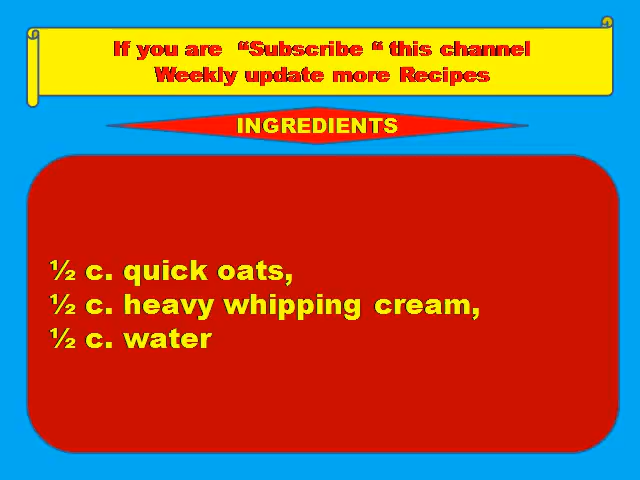 If you are “Subscribe “ this channel
Weekly update more Recipes
INGREDIENTS
½ c. quick oats,
½ c. heavy whipping cream,
½ c. water